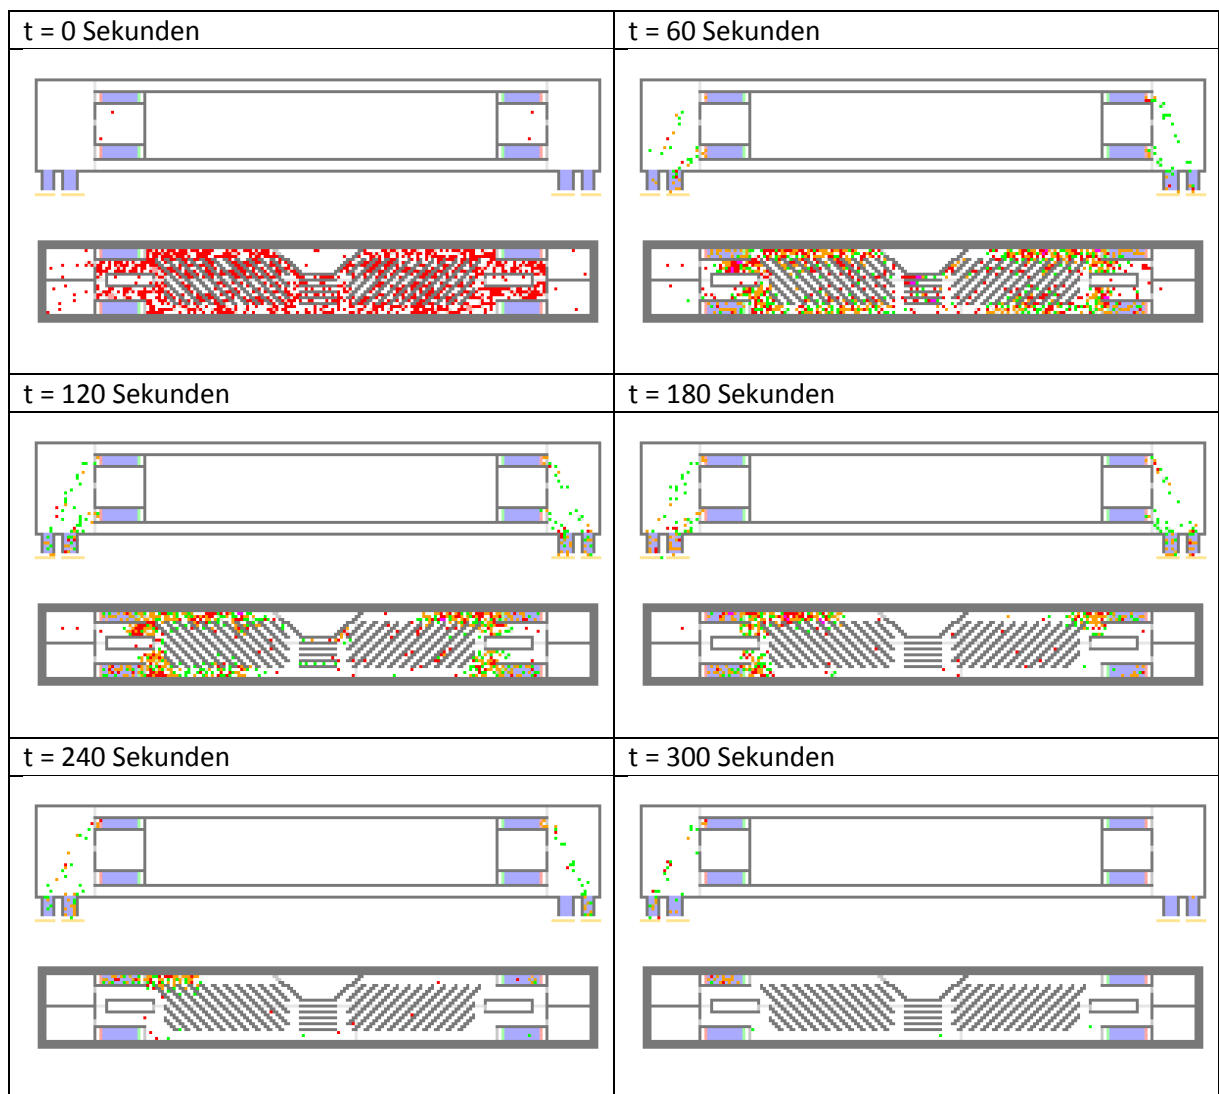 t = 0 Sekunden
t = 60 Sekunden
t = 120 Sekunden
t = 180 Sekunden
t = 240 Sekunden
t = 300 Sekunden